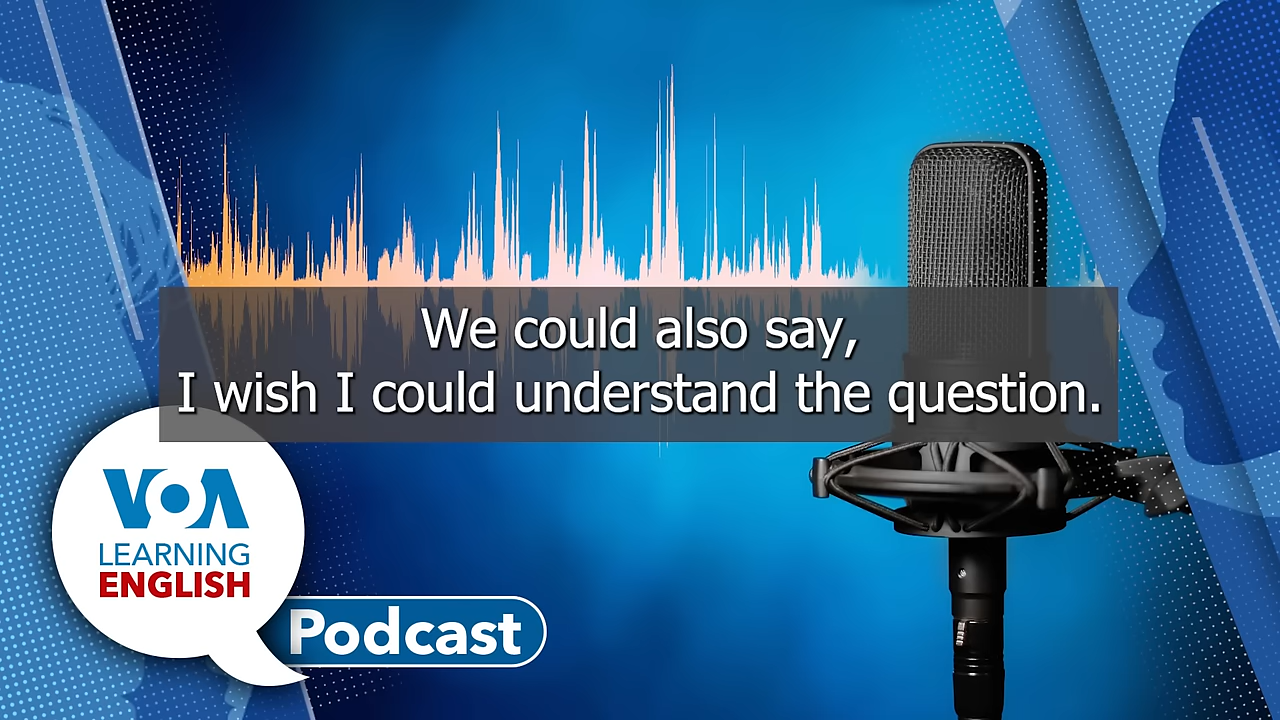 We could also say,
I wish I could understand the question.
VOA
LEARNING
ENGLISH
Podcast